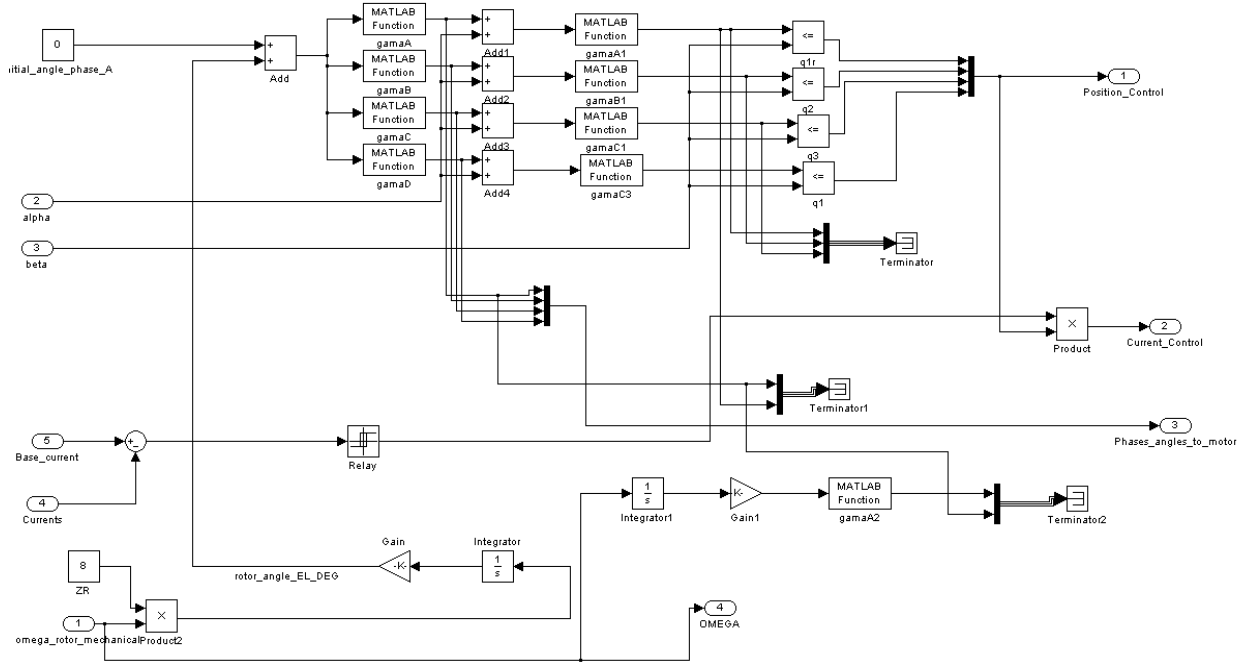 MATLAB
Function
gamaA
+
+
Add1
MATLAB
Function
gamaA1
<=
q1r
0
nitial_angle_phase_A
+
+
Add
MATLAB
Function
gamaB
+
+
Add2
MATLAB
Function
gamaB1
<=
q2
1
Position_Control
MATLAB
Function
gamaC
+
+
Add3
MATLAB
Function
gamaC1
<=
q3
MATLAB
Function
gamaD
+
+
Add4
MATLAB
Function
gamaC3
<=
q1
2
alpha
3
beta
Terminator
×
Product
2
Current_Control
Terminator1
5
Base_current
+
−
Relay
3
Phases_angles_to_motor
4
Currents
1
s
Integrator1
-K-
Gain1
MATLAB
Function
gamaA2
Terminator2
8
ZR
rotor_angle_EL_DEG
Gain
-K-
Integrator
1
s
1
omega_rotor_mechanical
×
Product2
4
OMEGA